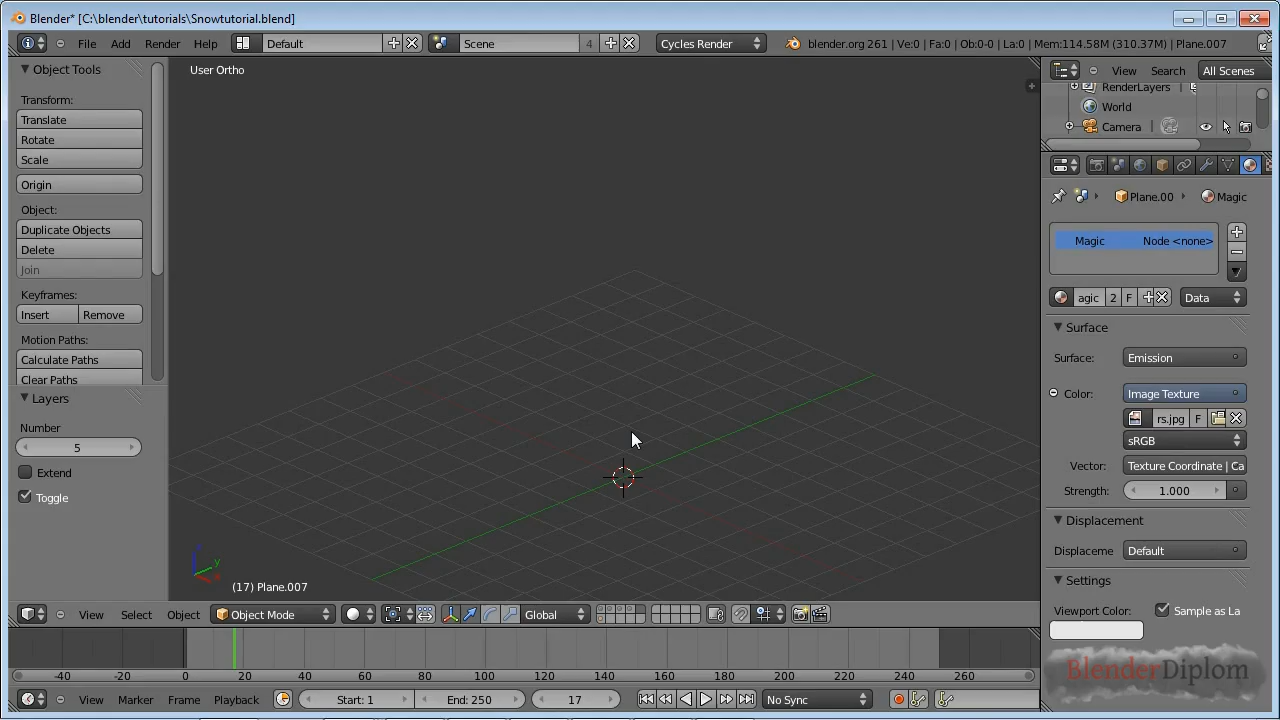 Blender* [C:\blender\tutorials\Snowtutorial.blend]
File Add Render Help Default Scene 4 Cycles Render blender.org 261 | Ve:0 | Fa:0 | Ob:0-0 | La:0 | Mem:114.58M (310.37M) | Plane.007
Object Tools
Transform:
Translate
Rotate
Scale
Origin
Object:
Duplicate Objects
Delete
Join
Keyframes:
Insert Remove
Motion Paths:
Calculate Paths
Clear Paths
Layers
Number
5
Extend
Toggle
User Ortho
z
y
x
(17) Plane.007
View Select Object Object Mode Global
-40 -20 0 20 40 60 80 100 120 140 160 180 200 220 240 260
View Marker Frame Playback Start: 1 End: 250 17 No Sync
View Search All Scenes
RenderLayers
World
Camera
Plane.00 Magic
Magic Node <none>
agic 2 F Data
Surface
Surface: Emission
Color: Image Texture
rs.jpg F
sRGB
Vector: Texture Coordinate | Ca
Strength: 1.000
Displacement
Displaceme Default
Settings
Viewport Color: Sample as La
BlenderDiplom